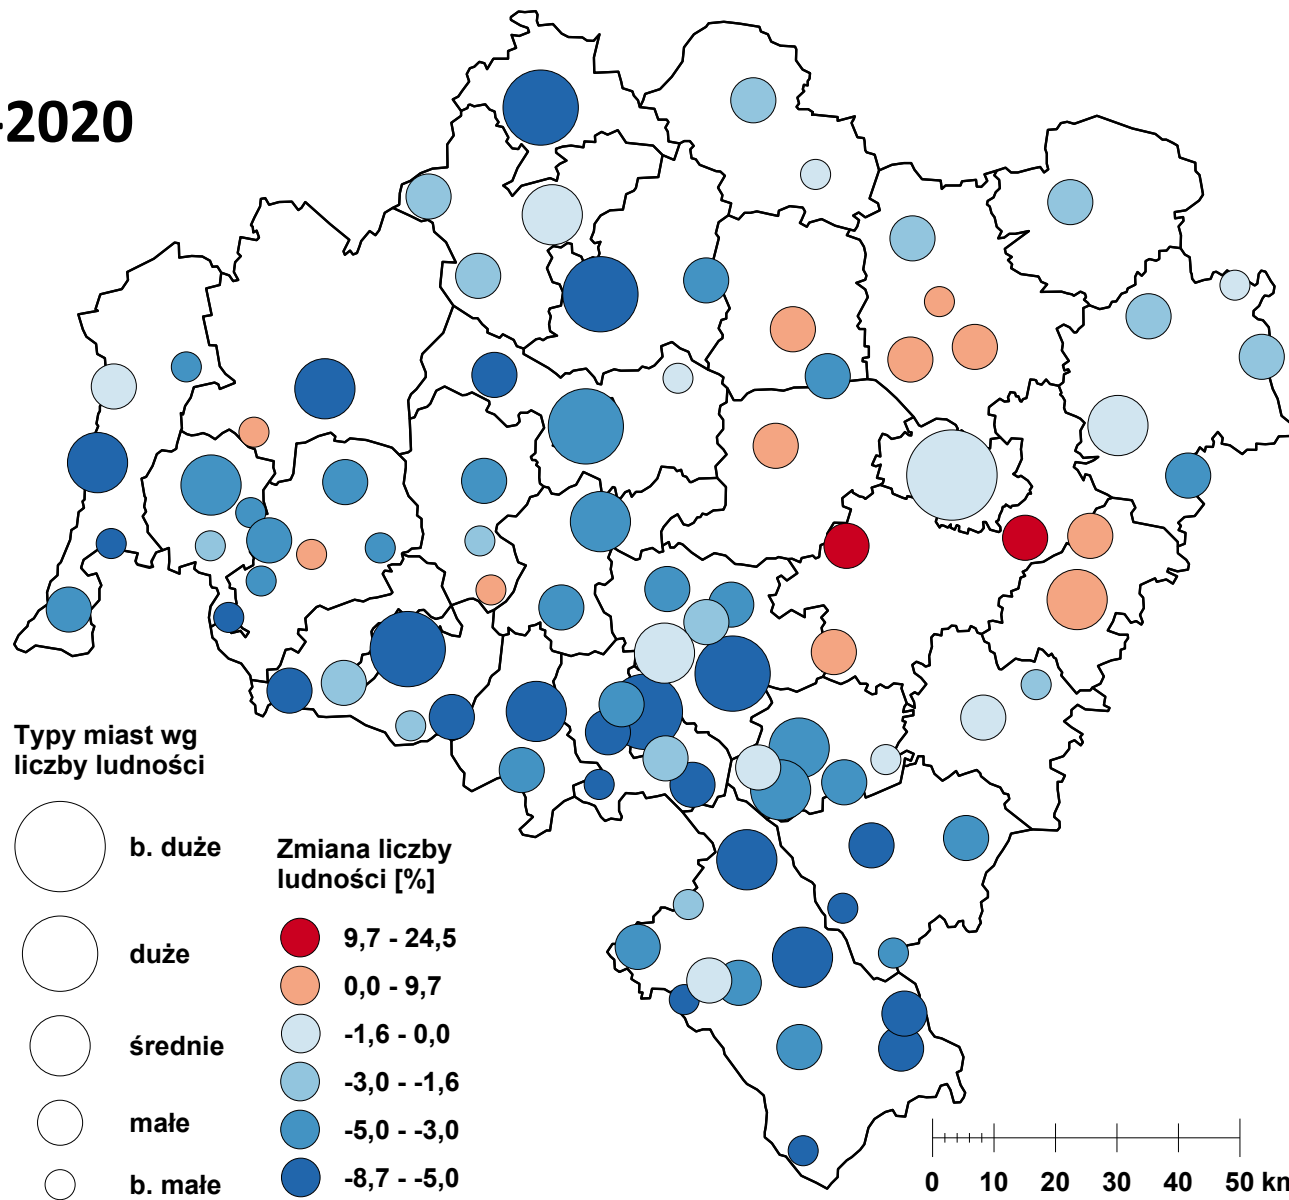 -2020
Typy miast wg
liczby ludności
b. duże
duże
średnie
małe
b. małe
Zmiana liczby
ludności [%]
9,7 - 24,5
0,0 - 9,7
-1,6 - 0,0
-3,0 - -1,6
-5,0 - -3,0
-8,7 - -5,0
0 10 20 30 40 50 km